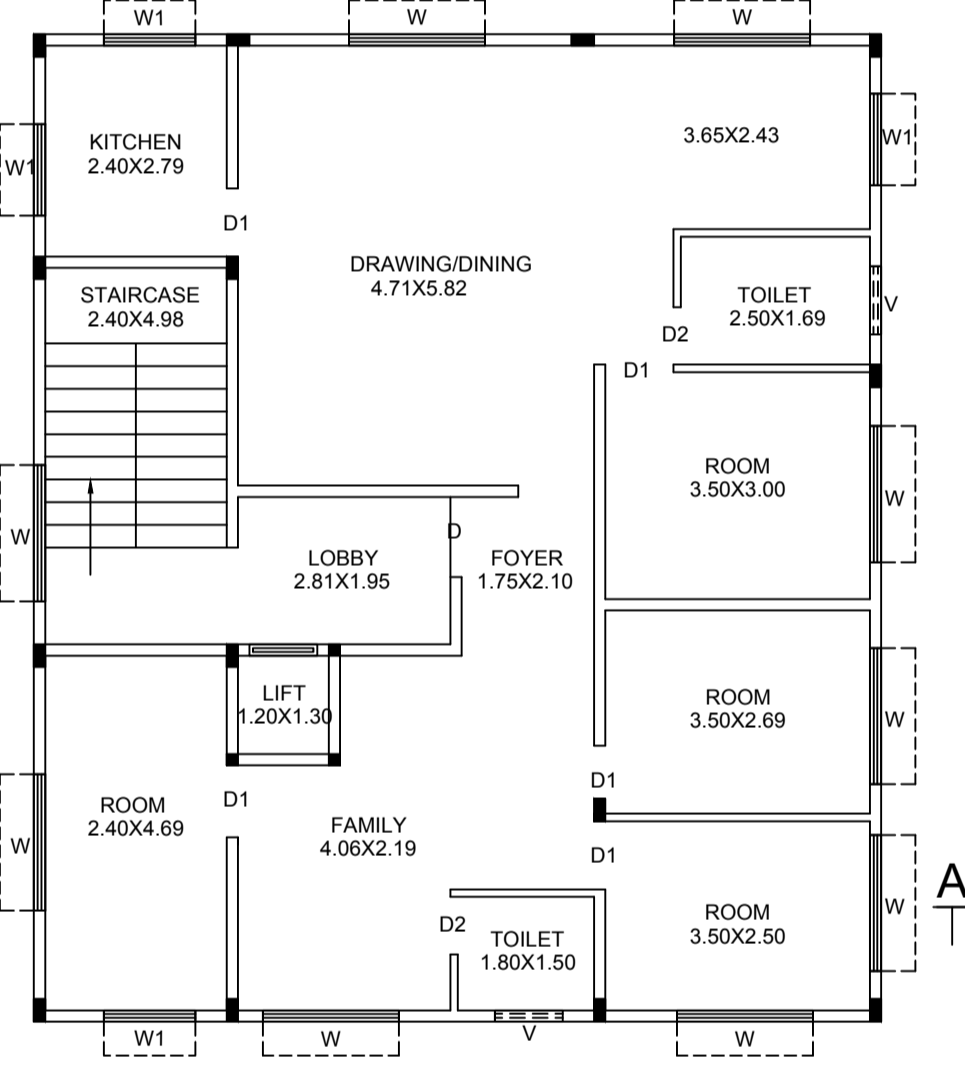 W1
W
W
KITCHEN
2.40X2.79
3.65X2.43
W1
W1
D1
DRAWING/DINING
4.71X5.82
STAIRCASE
2.40X4.98
TOILET
2.50X1.69
V
D2
D1
ROOM
3.50X3.00
W
W
D
LOBBY
2.81X1.95
FOYER
1.75X2.10
LIFT
1.20X1.30
ROOM
3.50X2.69
W
D1
D1
ROOM
2.40X4.69
FAMILY
4.06X2.19
W
D1
A
W
ROOM
3.50X2.50
D2
TOILET
1.80X1.50
W1
W
V
W